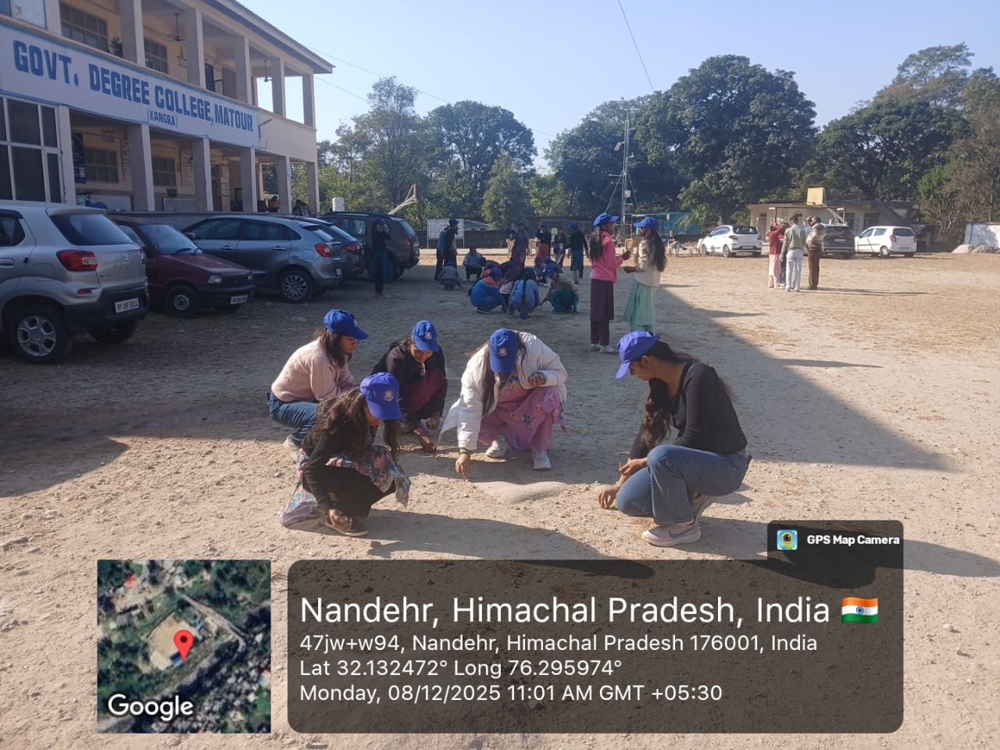 GOVT. DEGREE COLLEGE, MATOUR
(KANGRA)
GPS Map Camera
Nandehr, Himachal Pradesh, India
47jw+w94, Nandehr, Himachal Pradesh 176001, India
Lat 32.132472° Long 76.295974°
Monday, 08/12/2025 11:01 AM GMT +05:30
Google